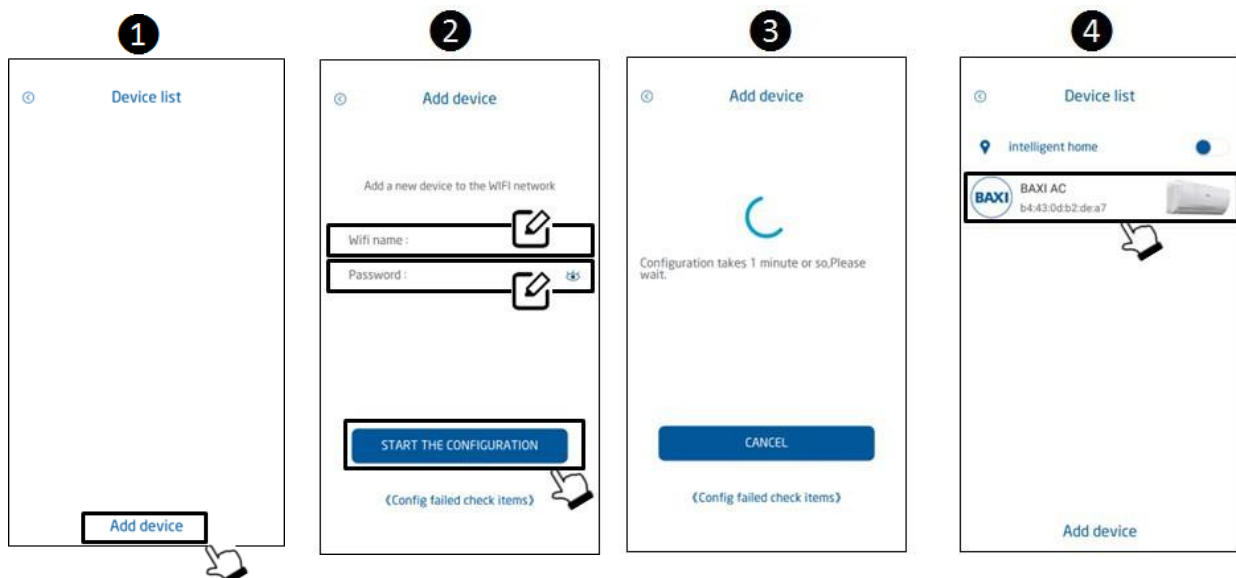 1
2
3
4
Device list
Add device
Add device
Add a new device to the WIFI network
Wifi name :
Password :
START THE CONFIGURATION
《Config failed check items》
Add device
Configuration takes 1 minute or so,Please
wait.
CANCEL
《Config failed check items》
Device list
intelligent home
BAXI
BAXI AC
b4:43:0d:b2:de:a7
Add device